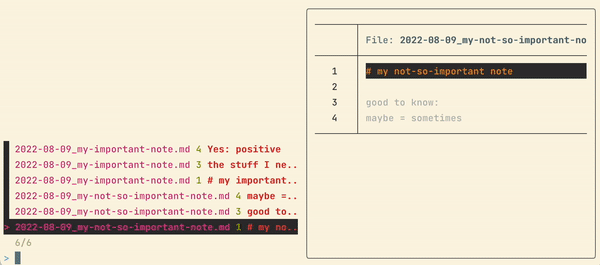 2022-08-09_my-important-note.md 4 Yes: positive
2022-08-09_my-important-note.md 3 the stuff I ne..
2022-08-09_my-important-note.md 1 # my important..
2022-08-09_my-not-so-important-note.md 4 maybe =..
2022-08-09_my-not-so-important-note.md 3 good to..
> 2022-08-09_my-not-so-important-note.md 1 # my no..
6/6
>
File: 2022-08-09_my-not-so-important-no
1 # my not-so-important note
2
3 good to know:
4 maybe = sometimes